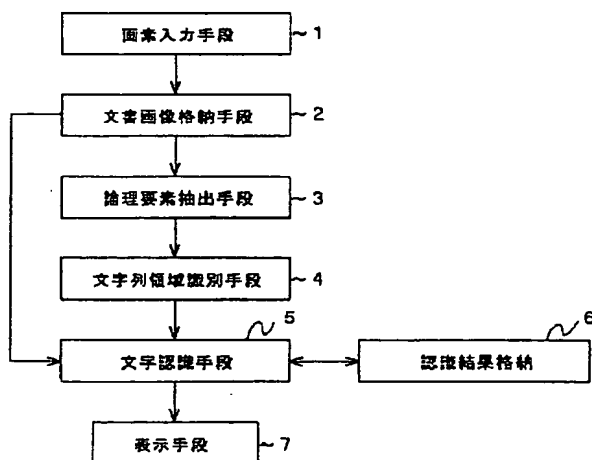 画素入力手段 ~1
文書画像格納手段 ~2
論理要素抽出手段 ~3
文字列領域識別手段 ~4
5
文字認識手段
6
認識結果格納
表示手段 ~7